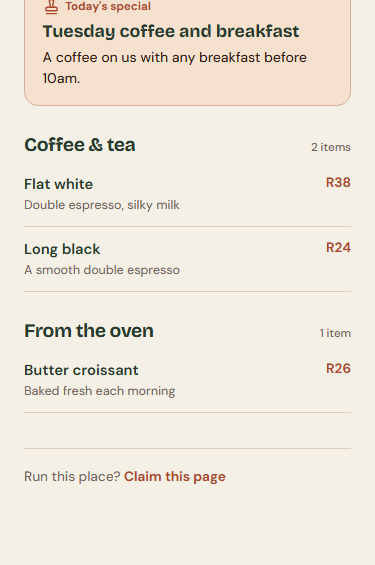 Today's special
Tuesday coffee and breakfast
A coffee on us with any breakfast before
10am.
Coffee & tea
2 items
Flat white
R38
Double espresso, silky milk
Long black
R24
A smooth double espresso
From the oven
1 item
Butter croissant
R26
Baked fresh each morning
Run this place? Claim this page